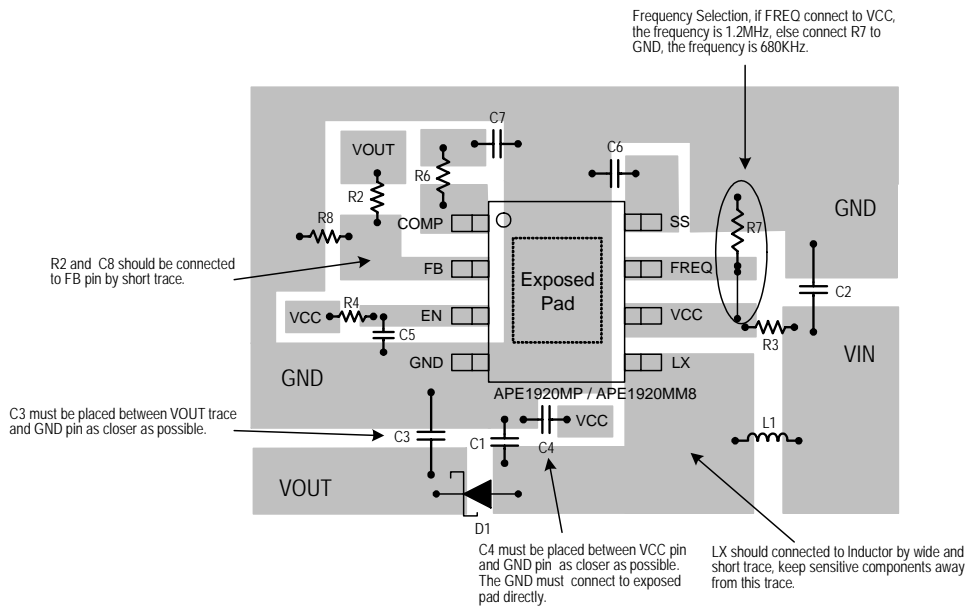 Frequency Selection, if FREQ connect to VCC,
the frequency is 1.2MHz, else connect R7 to
GND, the frequency is 680KHz.
C7
VOUT
C6
R6
R2
GND
R8
COMP
SS
R7
R2 and C8 should be connected
to FB pin by short trace.
FB
Exposed
Pad
FREQ
C2
VCC
R4
EN
VCC
C5
R3
VIN
GND
GND
LX
APE1920MP / APE1920MM8
C3 must be placed between VOUT trace
and GND pin as closer as possible.
C3
C1
C4
VCC
L1
VOUT
D1
C4 must be placed between VCC pin
and GND pin as closer as possible.
The GND must connect to exposed
pad directly.
LX should connected to Inductor by wide and
short trace, keep sensitive components away
from this trace.